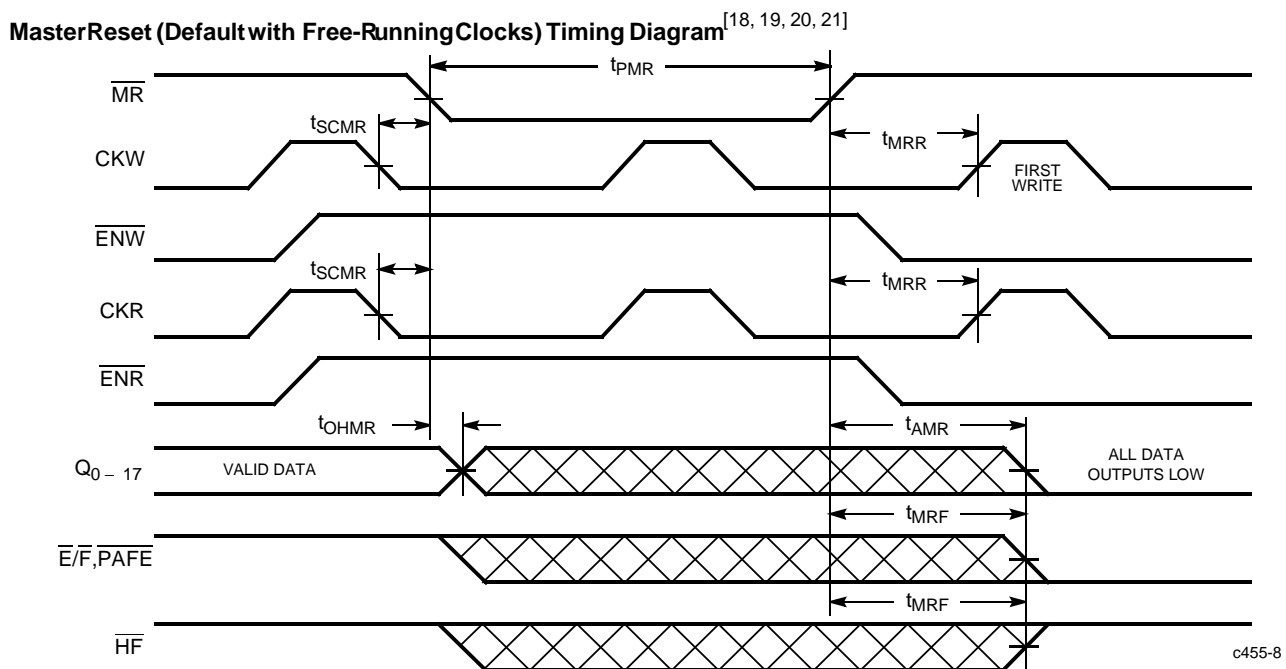 MasterReset (Default with Free-Running Clocks) Timing Diagram[18, 19, 20, 21]
tPMR
MR
tSCMR
tMRR
CKW
FIRST
WRITE
ENW
tSCMR
tMRR
CKR
ENR
tOHMR
tAMR
Q0 – 17
VALID DATA
ALL DATA
OUTPUTS LOW
tMRF
E/F,PAFE
tMRF
HF
c455-8